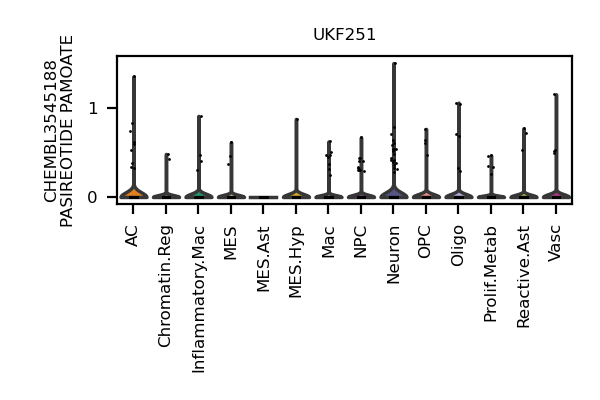 UKF251
CHEMBL3545188
PASIREOTIDE PAMOATE
1
0
AC
Chromatin.Reg
Inflammatory.Mac
MES
MES.Ast
MES.Hyp
Mac
NPC
Neuron
OPC
Oligo
Prolif.Metab
Reactive.Ast
Vasc